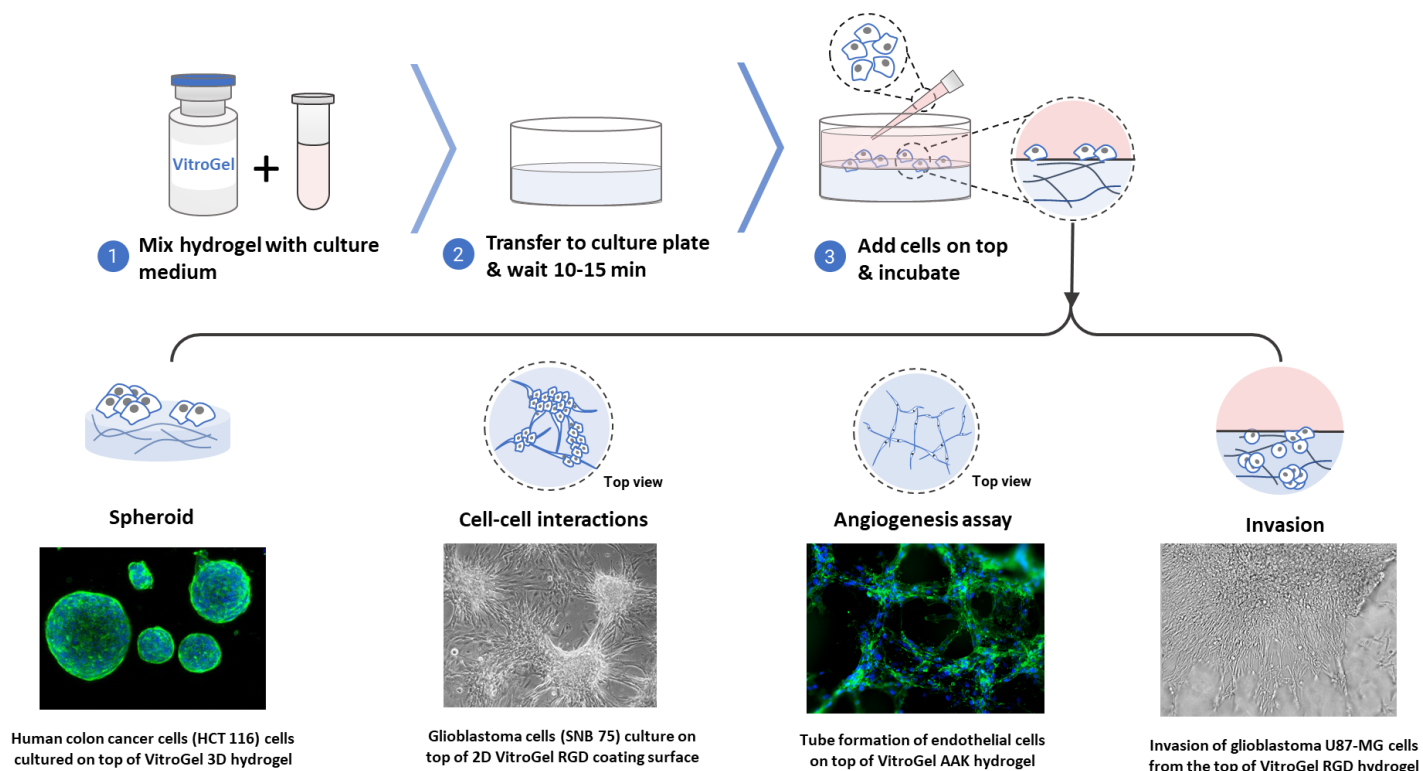 VitroGel
1 Mix hydrogel with culture
medium
2 Transfer to culture plate
& wait 10-15 min
3 Add cells on top
& incubate
Top view
Top view
Spheroid
Cell-cell interactions
Angiogenesis assay
Invasion
Human colon cancer cells (HCT 116) cells
cultured on top of VitroGel 3D hydrogel
Glioblastoma cells (SNB 75) culture on
top of 2D VitroGel RGD coating surface
Tube formation of endothelial cells
on top of VitroGel AAK hydrogel
Invasion of glioblastoma U87-MG cells
from the top of VitroGel RGD hydrogel